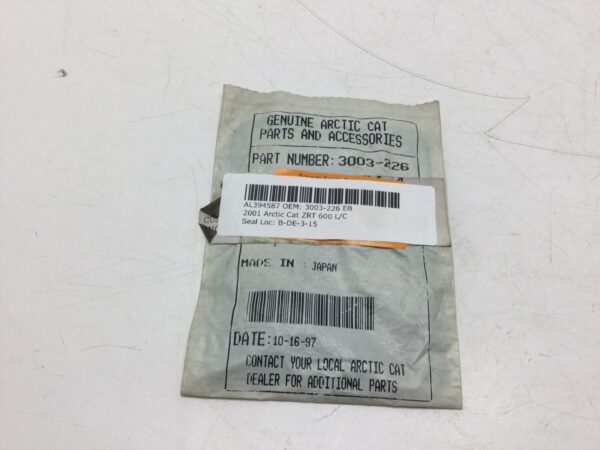 GENUINE ARCTIC CAT
PARTS AND ACCESSORIES
PART NUMBER: 3003-226
AL394587 OEM: 3003-226 EB
2001 Arctic Cat ZRT 600 L/C
Seal Loc: B-DE-3-15
MADE IN : JAPAN
DATE: 10-16-97
CONTACT YOUR LOCAL ARCTIC CAT
DEALER FOR ADDITIONAL PARTS